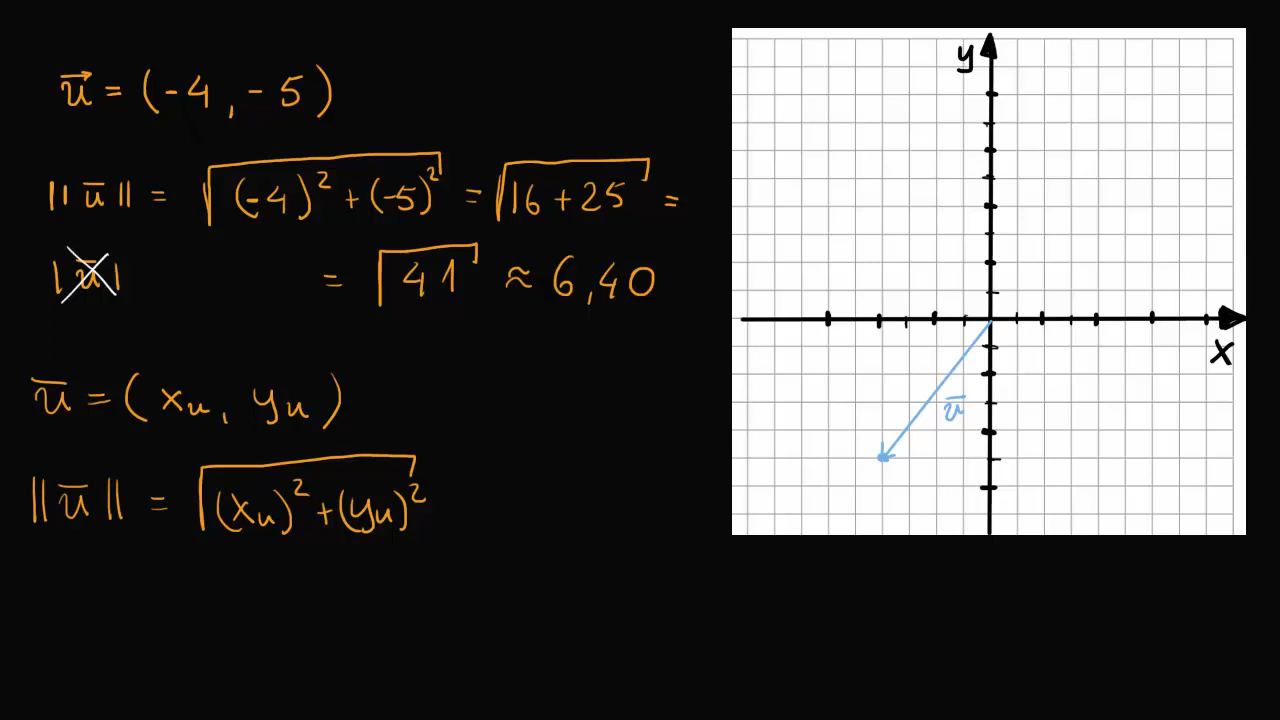 u⃗ = (-4, -5)
||ū|| = √((-4)² + (-5)²) = √(16 + 25) =
|ū| = √41 ≈ 6,40
ū = (xᵤ, yᵤ)
||ū|| = √((xᵤ)² + (yᵤ)²)
y
x
ū